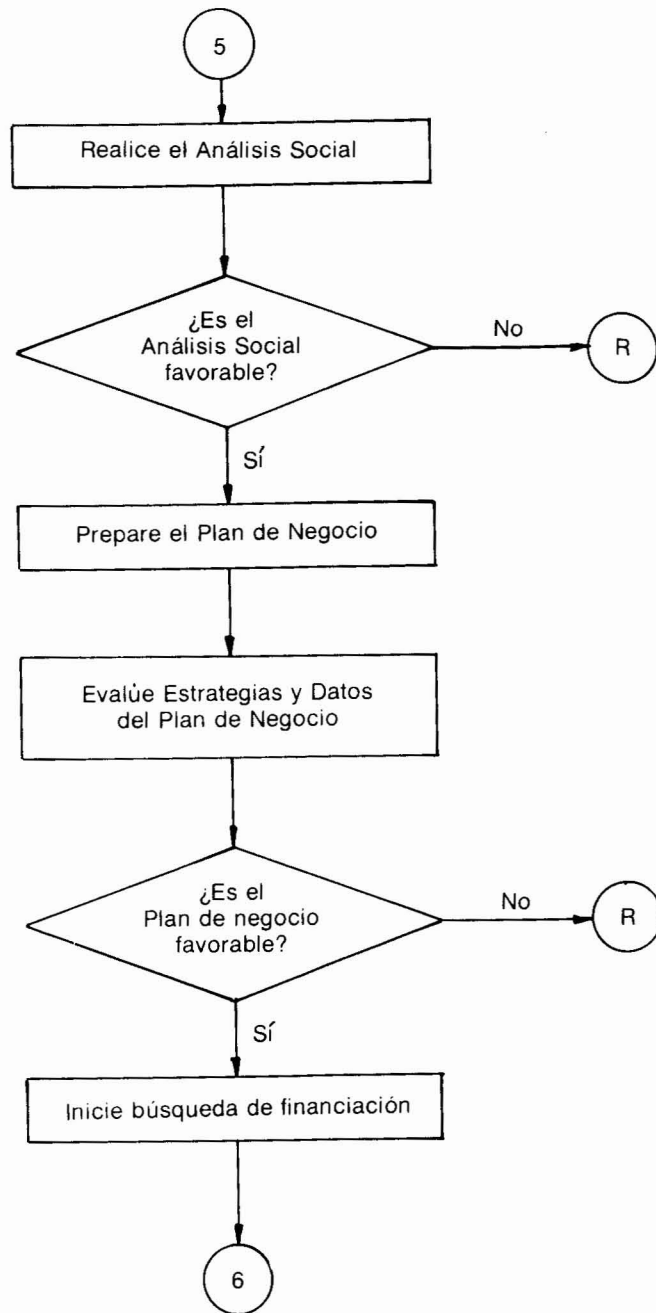 5
Realice el Análisis Social
¿Es el
Análisis Social
favorable?
No
R
Sí
Prepare el Plan de Negocio
Evalúe Estrategias y Datos
del Plan de Negocio
¿Es el
Plan de negocio
favorable?
No
R
Sí
Inicie búsqueda de financiación
6